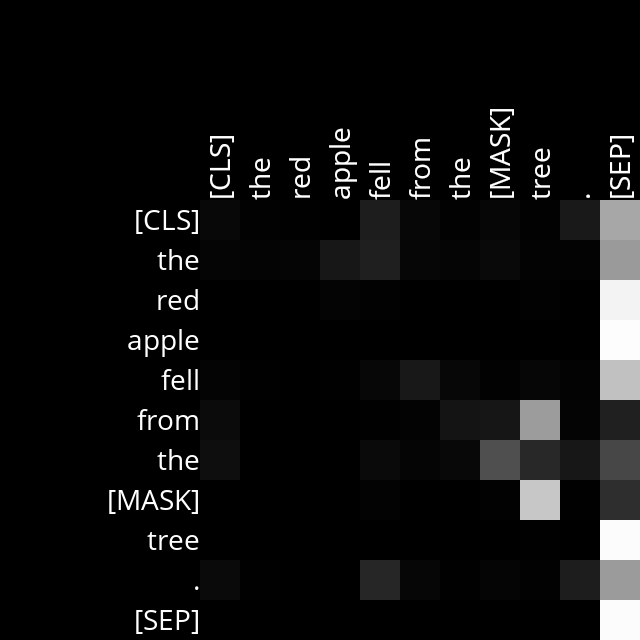 [CLS] the red apple fell from the [MASK] tree . [SEP]
[CLS]
the
red
apple
fell
from
the
[MASK]
tree
.
[SEP]